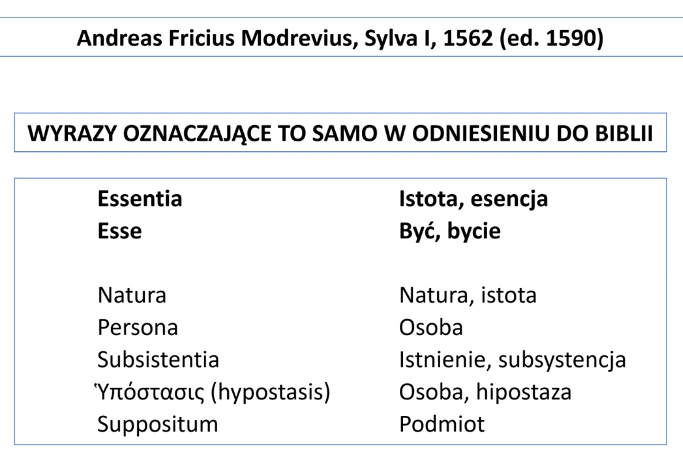 Andreas Fricius Modrevius, Sylva I, 1562 (ed. 1590)
WYRAZY OZNACZAJĄCE TO SAMO W ODNIESIENIU DO BIBLII
Essentia Istota, esencja
Esse Być, bycie
Natura Natura, istota
Persona Osoba
Subsistentia Istnienie, subsystencja
Ὑπόστασις (hypostasis) Osoba, hipostaza
Suppositum Podmiot